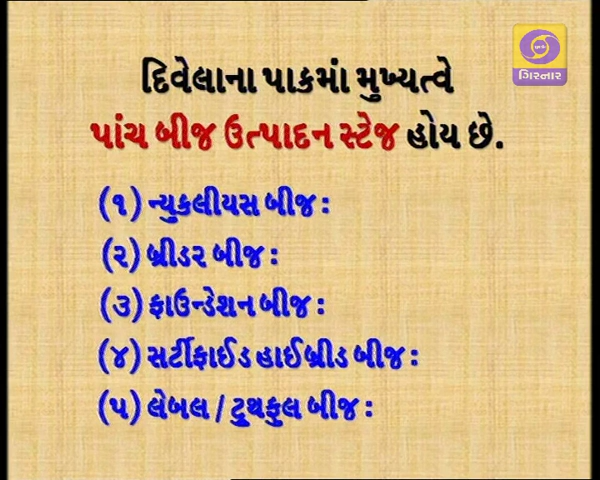 ગિરનાર
દિવેલાના પાકમાં મુખ્યત્વે
પાંચ બીજ ઉત્પાદન સ્ટેજ હોય છે.
(૧) ન્યુકલીયસ બીજ :
(૨) બ્રીડર બીજ :
(૩) ફાઉન્ડેશન બીજ :
(૪) સર્ટીફાઈડ હાઈબ્રીડ બીજ :
(૫) લેબલ / ટ્રુથફુલ બીજ :